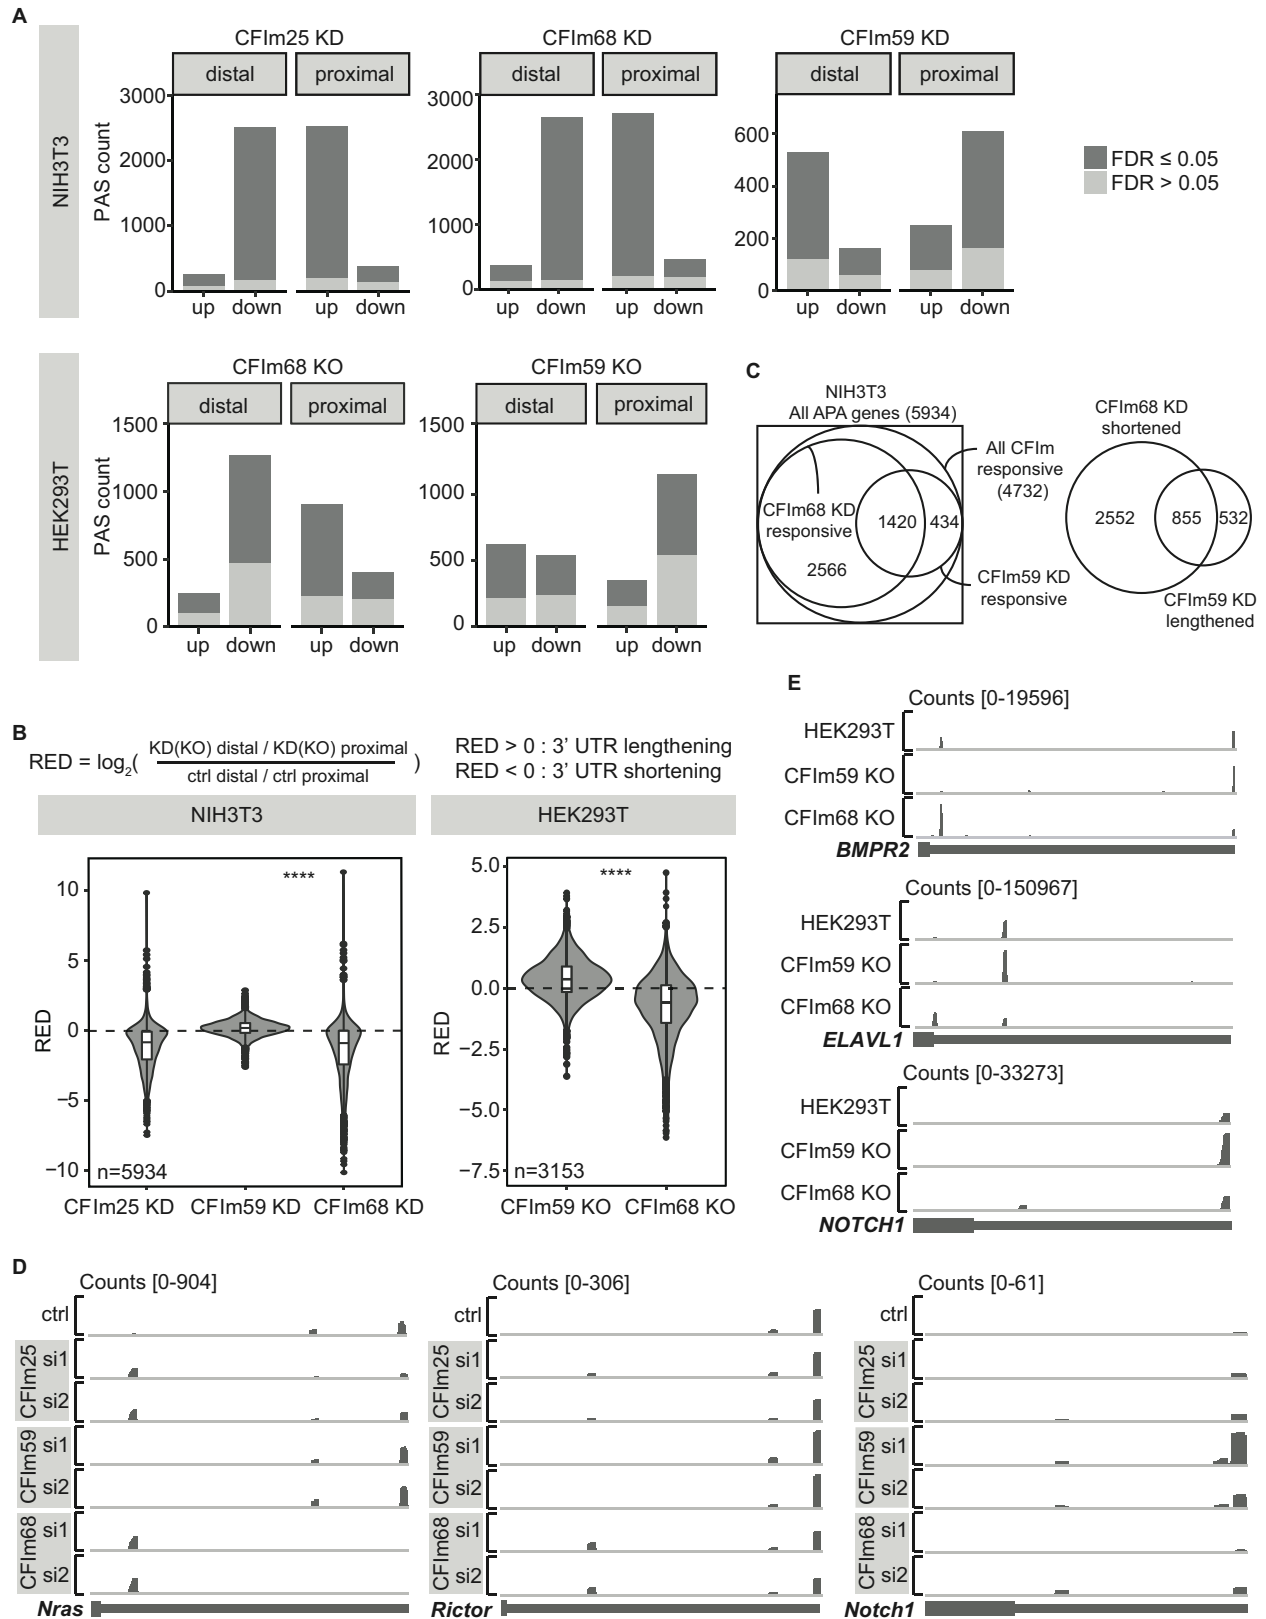 A
NIH3T3
CFIm25 KD
distal
proximal
PAS count
3000
2000
1000
0
up
down
up
down
CFIm68 KD
distal
proximal
3000
2000
1000
0
up
down
up
down
CFIm59 KD
distal
proximal
600
400
200
0
up
down
up
down
FDR ≤ 0.05
FDR > 0.05
HEK293T
CFIm68 KO
distal
proximal
PAS count
1500
1000
500
0
up
down
up
down
CFIm59 KO
distal
proximal
1500
1000
500
0
up
down
up
down
C
NIH3T3
All APA genes (5934)
All CFIm
responsive
(4732)
CFIm68 KD
responsive
2566
1420
434
CFIm59 KD
responsive
CFIm68 KD
shortened
2552
855
532
CFIm59 KD
lengthened
B
RED = log2( KD(KO) distal / KD(KO) proximal
ctrl distal / ctrl proximal )
RED > 0 : 3’ UTR lengthening
RED < 0 : 3’ UTR shortening
NIH3T3
RED
10
5
0
−5
−10
****
n=5934
CFIm25 KD
CFIm59 KD
CFIm68 KD
HEK293T
RED
5.0
2.5
0.0
−2.5
−5.0
−7.5
****
n=3153
CFIm59 KO
CFIm68 KO
E
Counts [0-19596]
HEK293T
CFIm59 KO
CFIm68 KO
BMPR2
Counts [0-150967]
HEK293T
CFIm59 KO
CFIm68 KO
ELAVL1
Counts [0-33273]
HEK293T
CFIm59 KO
CFIm68 KO
NOTCH1
D
Counts [0-904]
ctrl
CFIm25
si1
si2
CFIm59
si1
si2
CFIm68
si1
si2
Nras
Counts [0-306]
ctrl
CFIm25
si1
si2
CFIm59
si1
si2
CFIm68
si1
si2
Rictor
Counts [0-61]
ctrl
CFIm25
si1
si2
CFIm59
si1
si2
CFIm68
si1
si2
Notch1